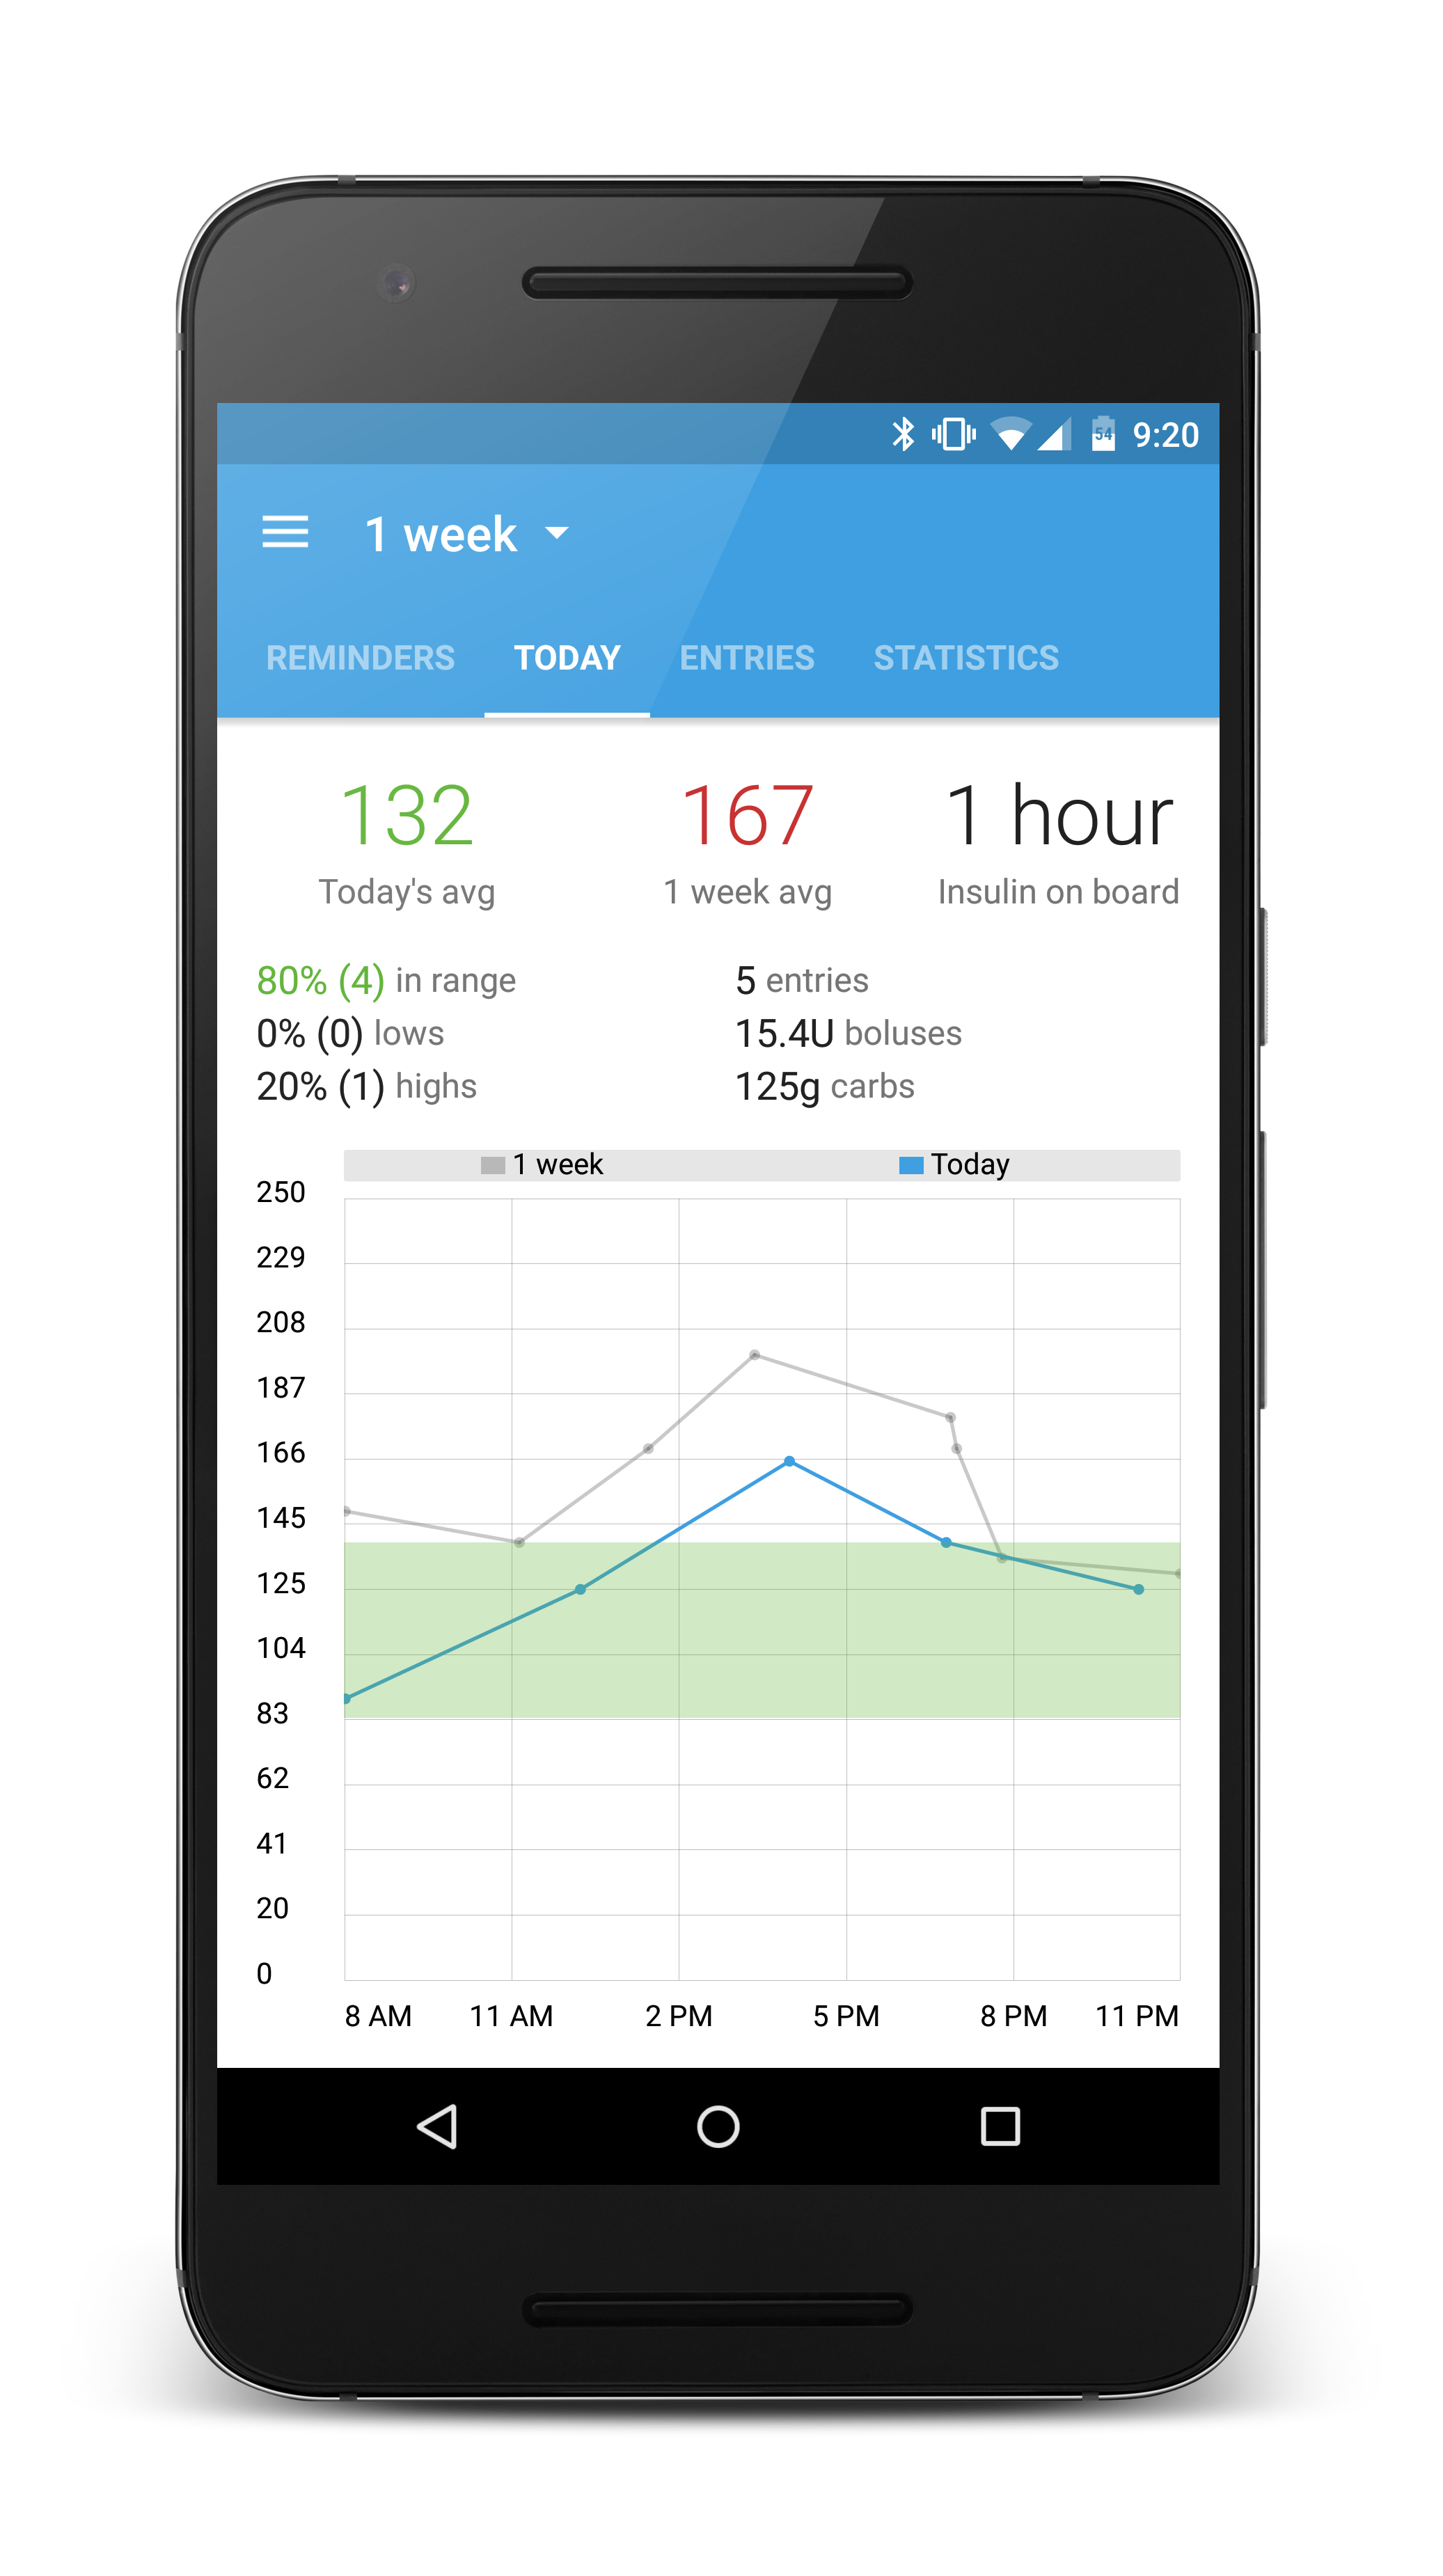 54 9:20
1 week
REMINDERS TODAY ENTRIES STATISTICS
132 167 1 hour
Today's avg 1 week avg Insulin on board
80% (4) in range 5 entries
0% (0) lows 15.4U boluses
20% (1) highs 125g carbs
1 week Today
250
229
208
187
166
145
125
104
83
62
41
20
0
8 AM 11 AM 2 PM 5 PM 8 PM 11 PM